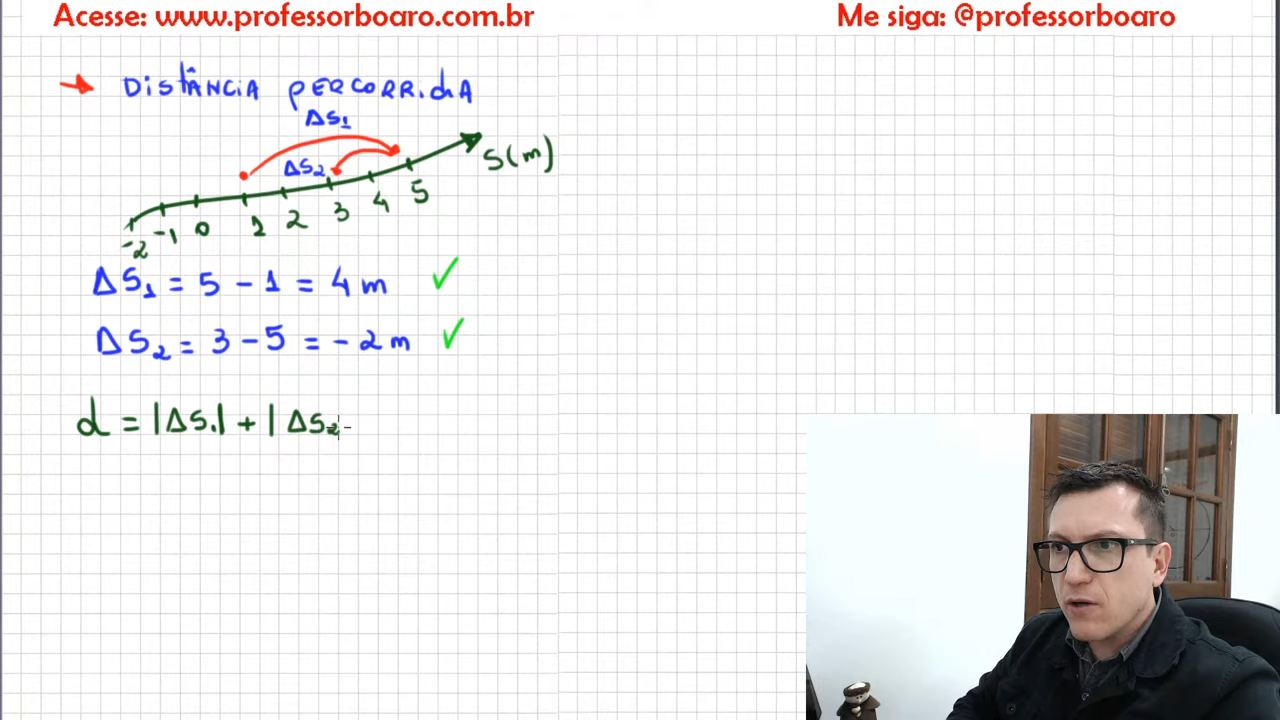 Acesse: www.professorboaro.com.br
Me siga: @professorboaro
Distância percorrida
ΔS1
ΔS2
S(m)
-2 -1 0 1 2 3 4 5
ΔS1 = 5 - 1 = 4 m ✓
ΔS2 = 3 - 5 = - 2 m ✓
d = |ΔS1| + | ΔS2